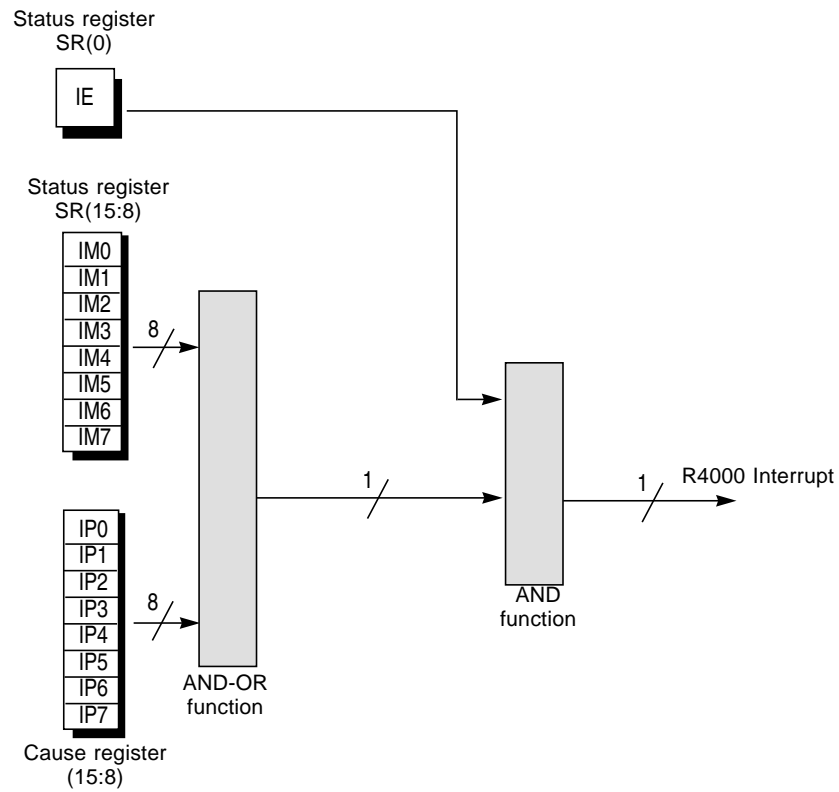 Status register
SR(0)
IE
Status register
SR(15:8)
IM0
IM1
IM2
IM3
IM4
IM5
IM6
IM7
8
1
1
R4000 Interrupt
AND
function
IP0
IP1
IP2
IP3
IP4
IP5
IP6
IP7
8
AND-OR
function
Cause register
(15:8)